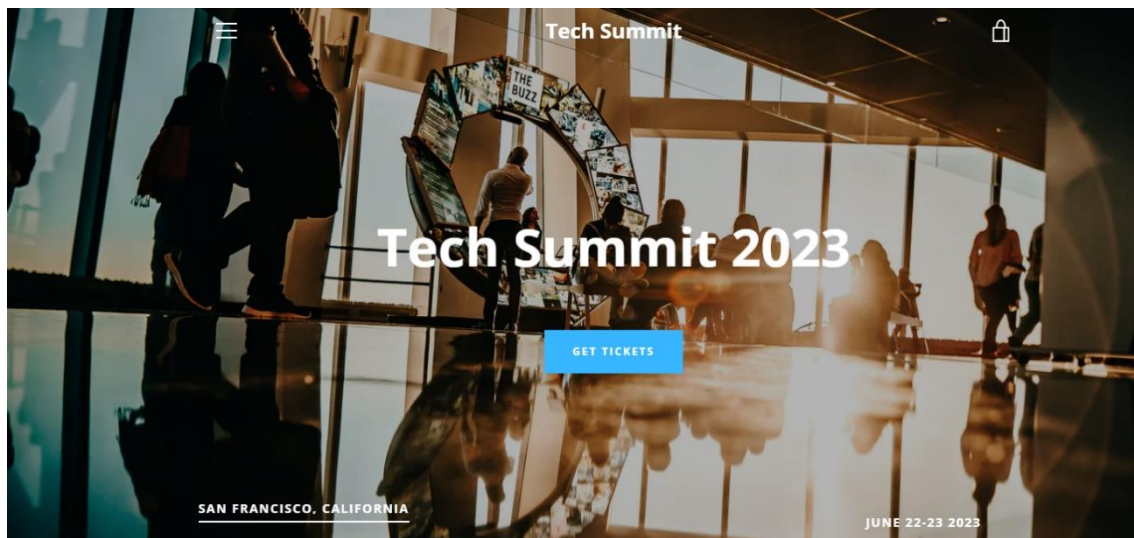 Tech Summit
THE
BUZZ
Tech Summit 2023
GET TICKETS
SAN FRANCISCO, CALIFORNIA
JUNE 22-23 2023